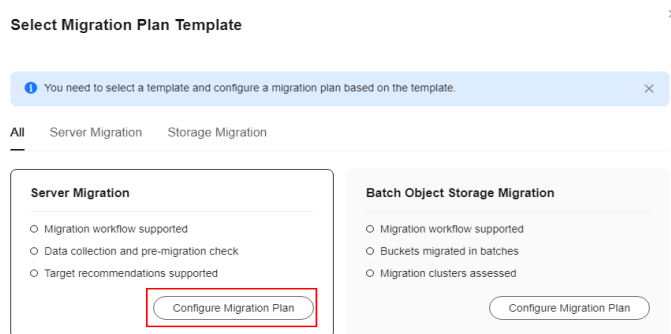 Select Migration Plan Template
You need to select a template and configure a migration plan based on the template.
All Server Migration Storage Migration
Server Migration
Migration workflow supported
Data collection and pre-migration check
Target recommendations supported
Configure Migration Plan
Batch Object Storage Migration
Migration workflow supported
Buckets migrated in batches
Migration clusters assessed
Configure Migration Plan